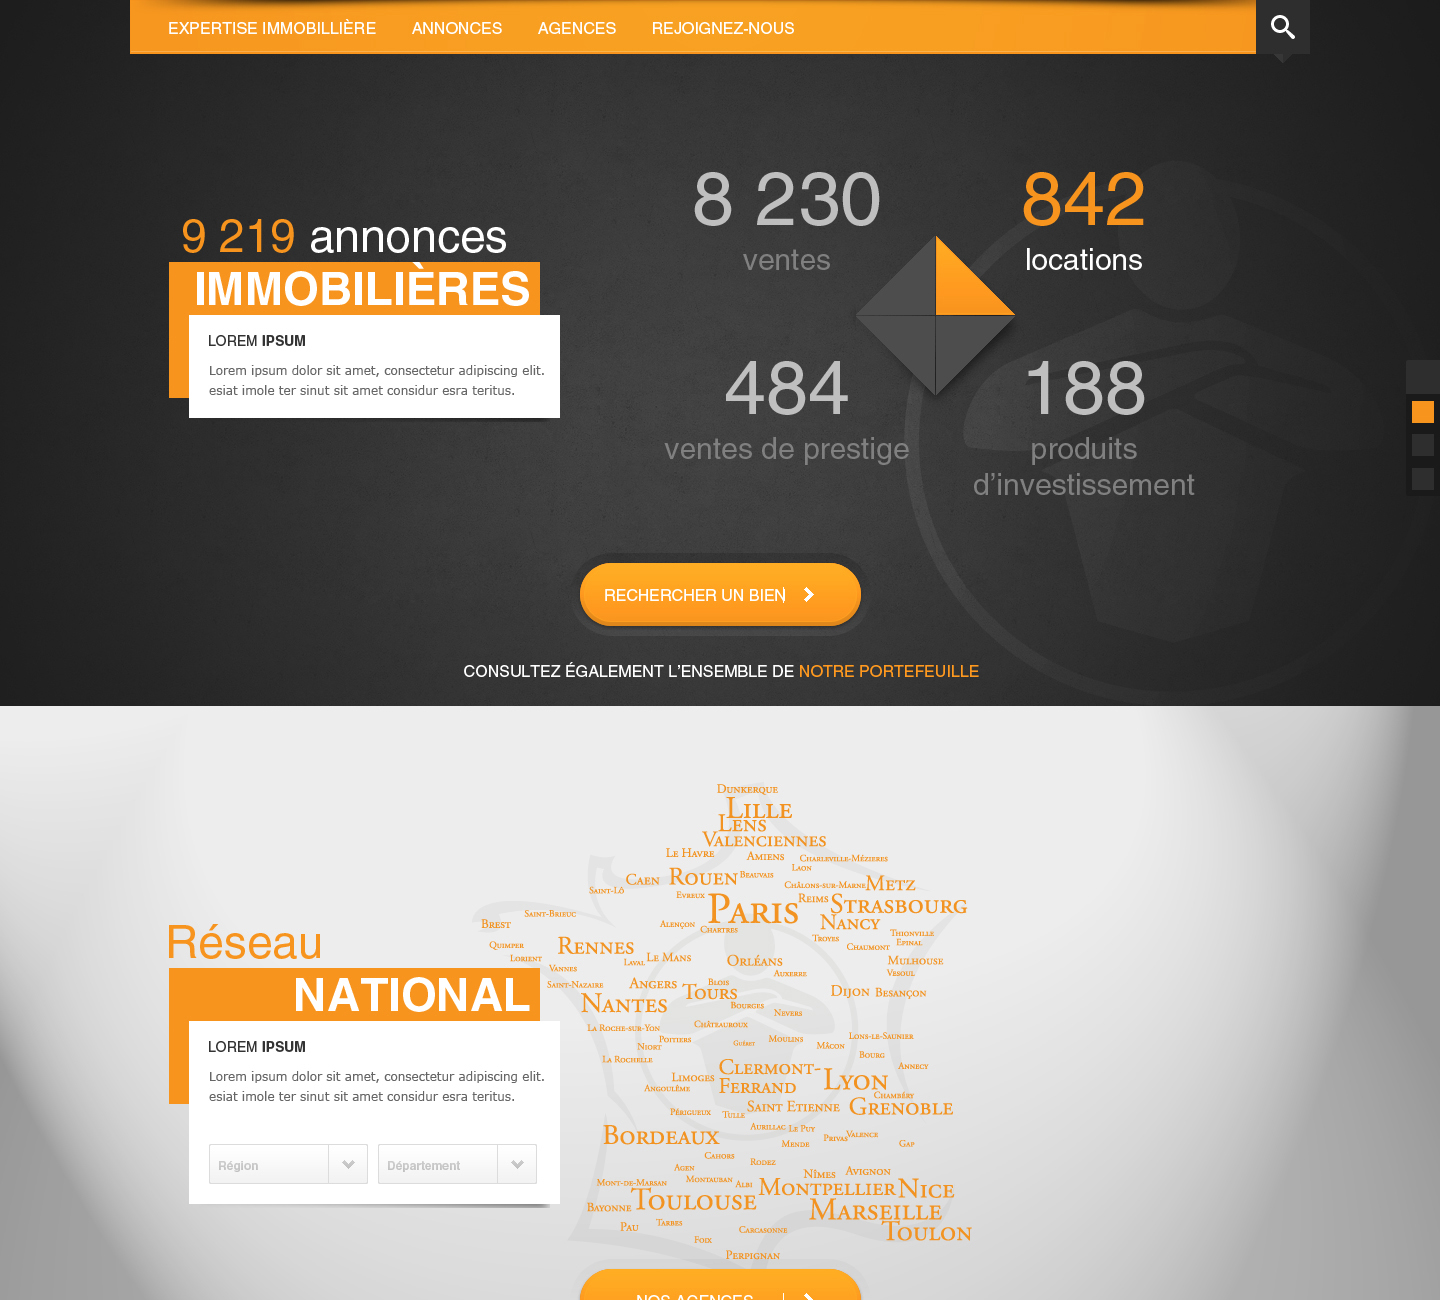 EXPERTISE IMMOBILLIÈRE ANNONCES AGENCES REJOIGNEZ-NOUS
9 219 annonces
IMMOBILIÈRES
LOREM IPSUM
Lorem ipsum dolor sit amet, consectetur adipiscing elit.
esiat imole ter sinut sit amet considur esra teritus.
8 230
ventes
842
locations
484
ventes de prestige
188
produits
d’investissement
RECHERCHER UN BIEN
CONSULTEZ ÉGALEMENT L’ENSEMBLE DE NOTRE PORTEFEUILLE
Réseau
NATIONAL
LOREM IPSUM
Lorem ipsum dolor sit amet, consectetur adipiscing elit.
esiat imole ter sinut sit amet considur esra teritus.
Région
Département
Dunkerque
Lille
Lens
Valenciennes
Le Havre
Amiens
Charleville-Mézieres
Laon
Caen
Rouen
Beauvais
Châlons-sur-Marne
Metz
Saint-Lô
Evreux
Paris
Reims
Strasbourg
Saint-Brieuc
Brest
Alençon
Chartres
Nancy
Troyes
Thionville
Epinal
Quimper
Rennes
Chaumont
Lorient
Laval
Le Mans
Orléans
Mulhouse
Vannes
Auxerre
Vesoul
Saint-Nazaire
Angers
Blois
Tours
Dijon
Besançon
Nantes
Bourges
Nevers
La Roche-sur-Yon
Châteauroux
Poitiers
Niort
Guéret
Moulins
Mâcon
Lons-le-Saunier
La Rochelle
Bourg
Annecy
Limoges
Clermont-
Ferrand
Lyon
Angoulême
Chambéry
Périgueux
Tulle
Saint Etienne
Grenoble
Bordeaux
Aurillac
Le Puy
Mende
Privas
Valence
Gap
Cahors
Agen
Rodez
Nîmes
Avignon
Mont-de-Marsan
Montauban
Albi
Montpellier
Nice
Toulouse
Bayonne
Marseille
Pau
Tarbes
Carcasonne
Toulon
Foix
Perpignan
NOS AGENCES